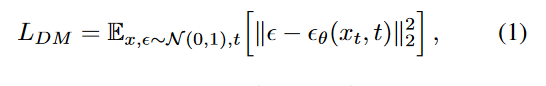 L_{DM} = \mathbb{E}_{x,\epsilon\sim\mathcal{N}(0,1),t}\left[\|\epsilon - \epsilon_\theta(x_t, t)\|_2^2\right], (1)